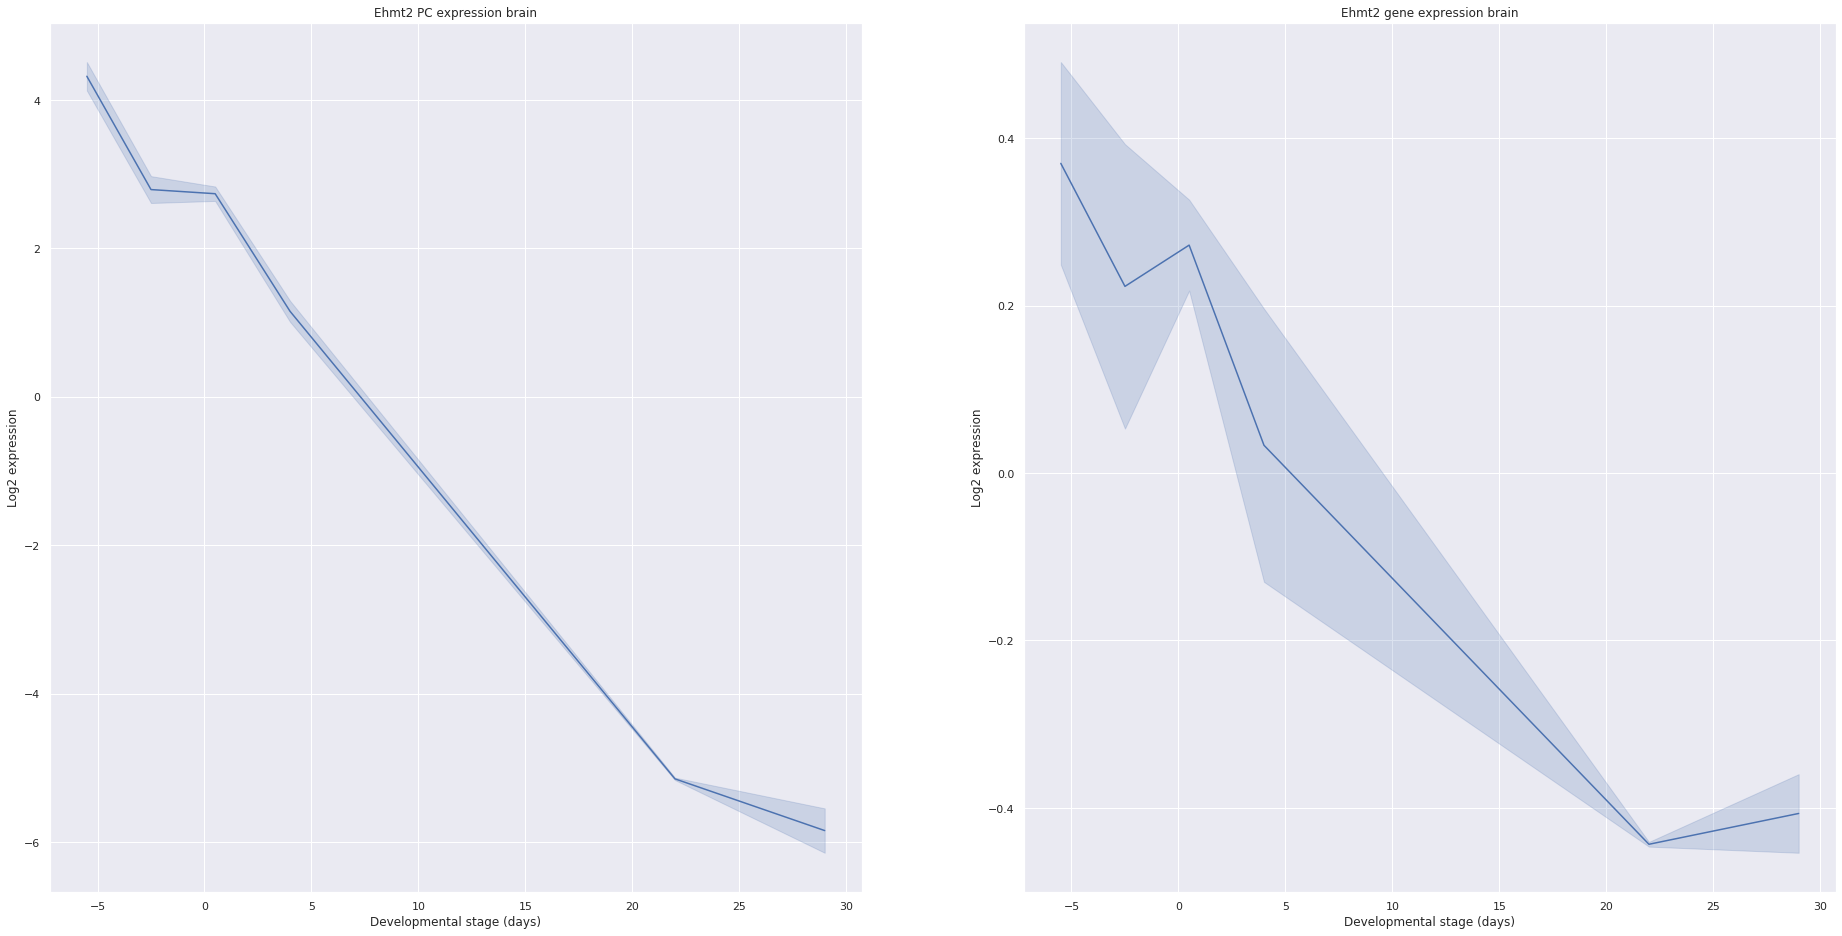 Ehmt2 PC expression brain
Log2 expression
4
2
0
−2
−4
−6
−5 0 5 10 15 20 25 30
Developmental stage (days)
Ehmt2 gene expression brain
Log2 expression
0.4
0.2
0.0
−0.2
−0.4
−5 0 5 10 15 20 25 30
Developmental stage (days)